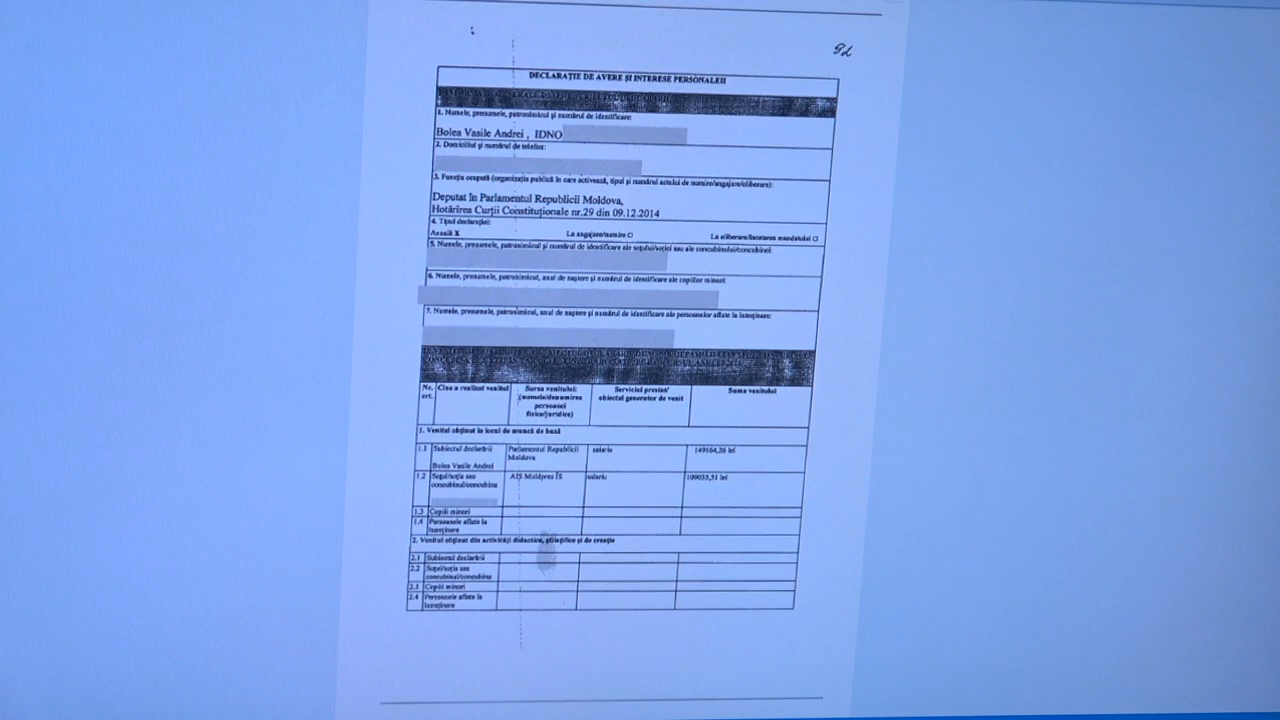 92
DECLARAȚIE DE AVERE ȘI INTERESE PERSONALE
1. Numele, prenumele, patronimicul și numărul de identificare:
Bolea Vasile Andrei , IDNO
2. Domiciliul și numărul de telefon:
3. Funcția ocupată (organizația publică în care activează, tipul și numărul actului de numire/angajare/eliberare):
Deputat în Parlamentul Republicii Moldova,
Hotărîrea Curții Constituționale nr.29 din 09.12.2014
4. Tipul declarației:
Anuală X La angajare/numire □ La eliberare/încetarea mandatului □
5. Numele, prenumele, patronimicul și numărul de identificare ale soțului/soției sau ale concubinului/concubinei:
6. Numele, prenumele, patronimicul, anul de naștere și numărul de identificare ale copiilor minori:
7. Numele, prenumele, patronimicul, anul de naștere și numărul de identificare ale persoanelor aflate la întreținere:
Nr. Cine a realizat venitul Sursa venitului: Serviciul prestat/ Suma venitului
crt. (numele/denumirea obiectul generator de venit
persoanei
fizice/juridice)
1. Venitul obținut la locul de muncă de bază
1.1 Subiectul declarării Parlamentul Republicii salariu 149164,26 lei
Moldova
Bolea Vasile Andrei
1.2 Soțul/soția sau AIS Moldpres ÎS salariu 109035,51 lei
concubinul/concubina
1.3 Copiii minori
1.4 Persoanele aflate la
întreținere
2. Venitul obținut din activități didactice, științifice și de creație
2.1 Subiectul declarării
2.2 Soțul/soția sau
concubinul/concubina
2.3 Copiii minori
2.4 Persoanele aflate la
întreținere